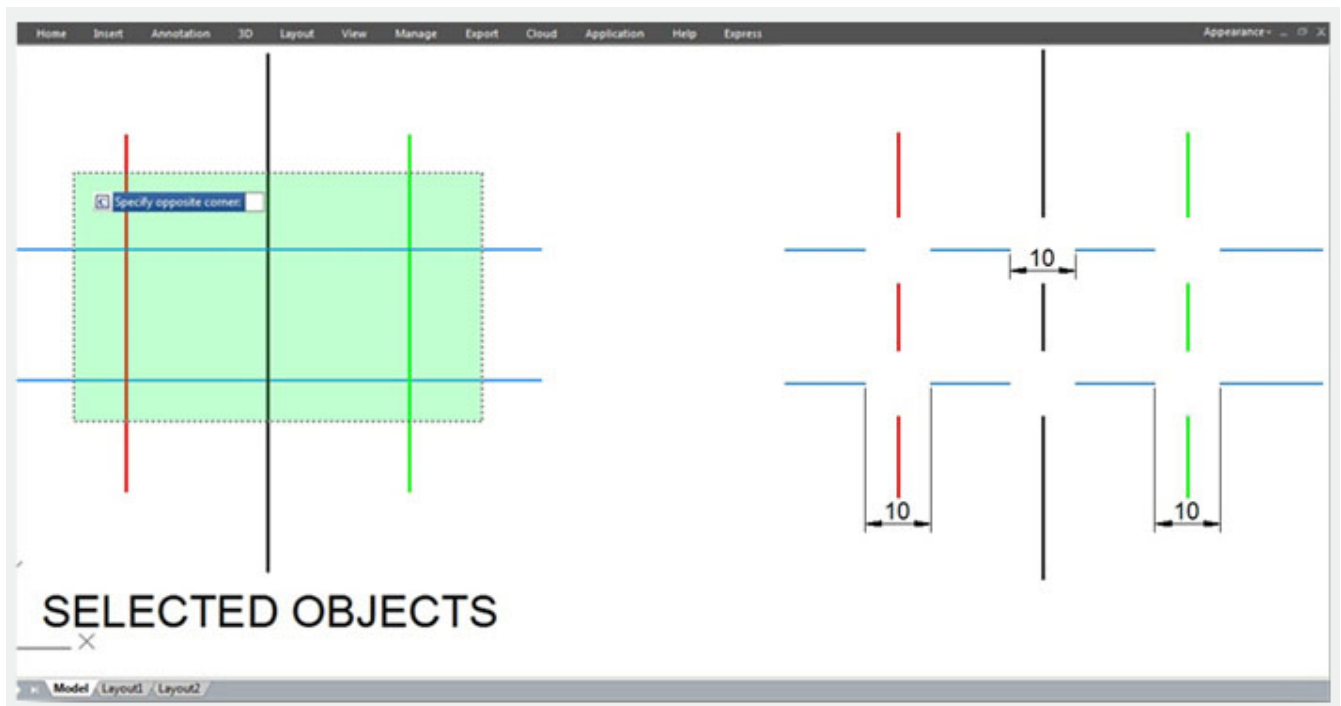 Home Insert Annotation 3D Layout View Manage Export Cloud Application Help Express Appearance
Specify opposite corner:
10
10 10
SELECTED OBJECTS
Model Layout1 Layout2